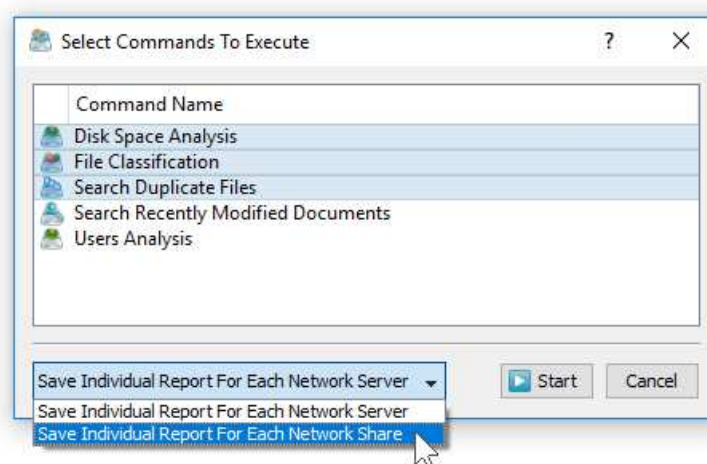 Select Commands To Execute ?
Command Name
Disk Space Analysis
File Classification
Search Duplicate Files
Search Recently Modified Documents
Users Analysis
Save Individual Report For Each Network Server Start Cancel
Save Individual Report For Each Network Server
Save Individual Report For Each Network Share